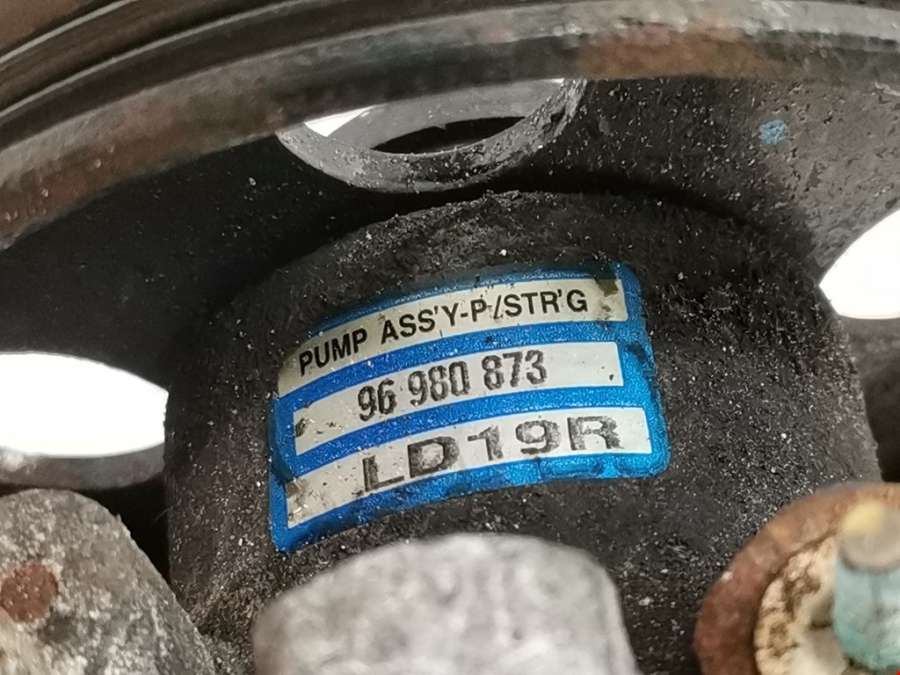 PUMP ASS'Y-P/STR'G
96 980 873
LD19R